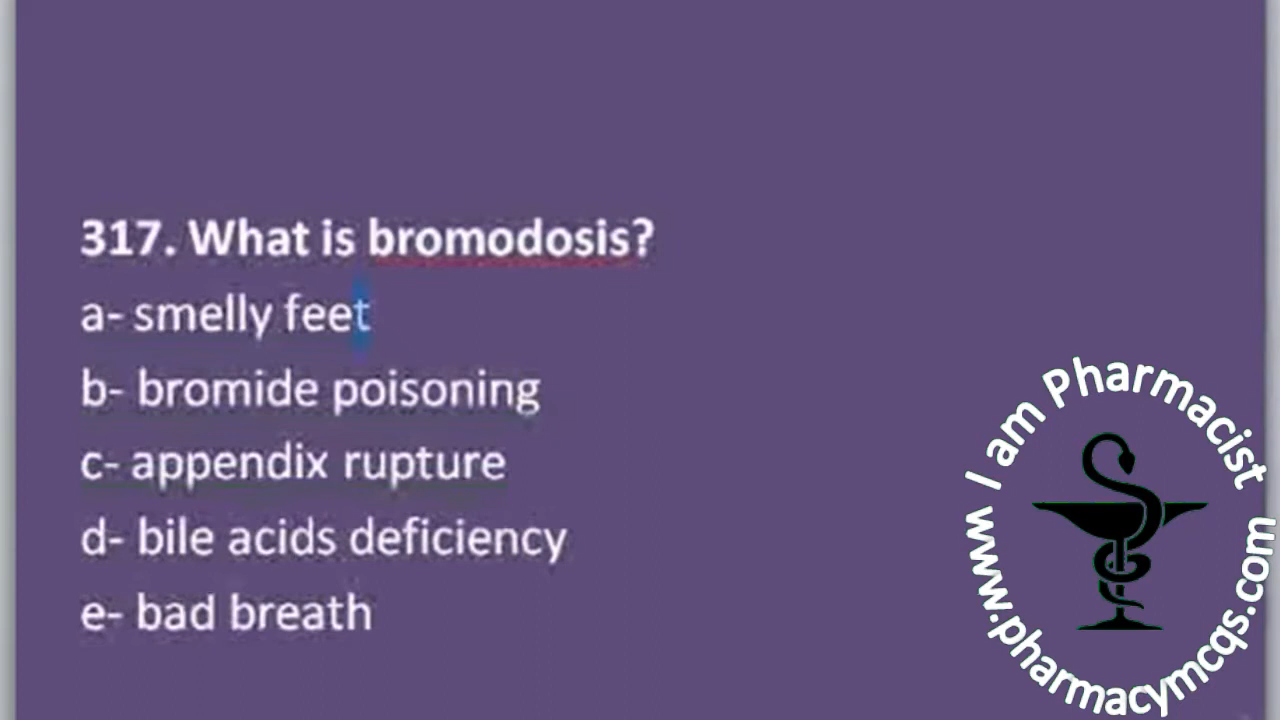 317. What is bromodosis?
a- smelly feet
b- bromide poisoning
c- appendix rupture
d- bile acids deficiency
e- bad breath
I am Pharmacist
www.pharmacymcqs.com